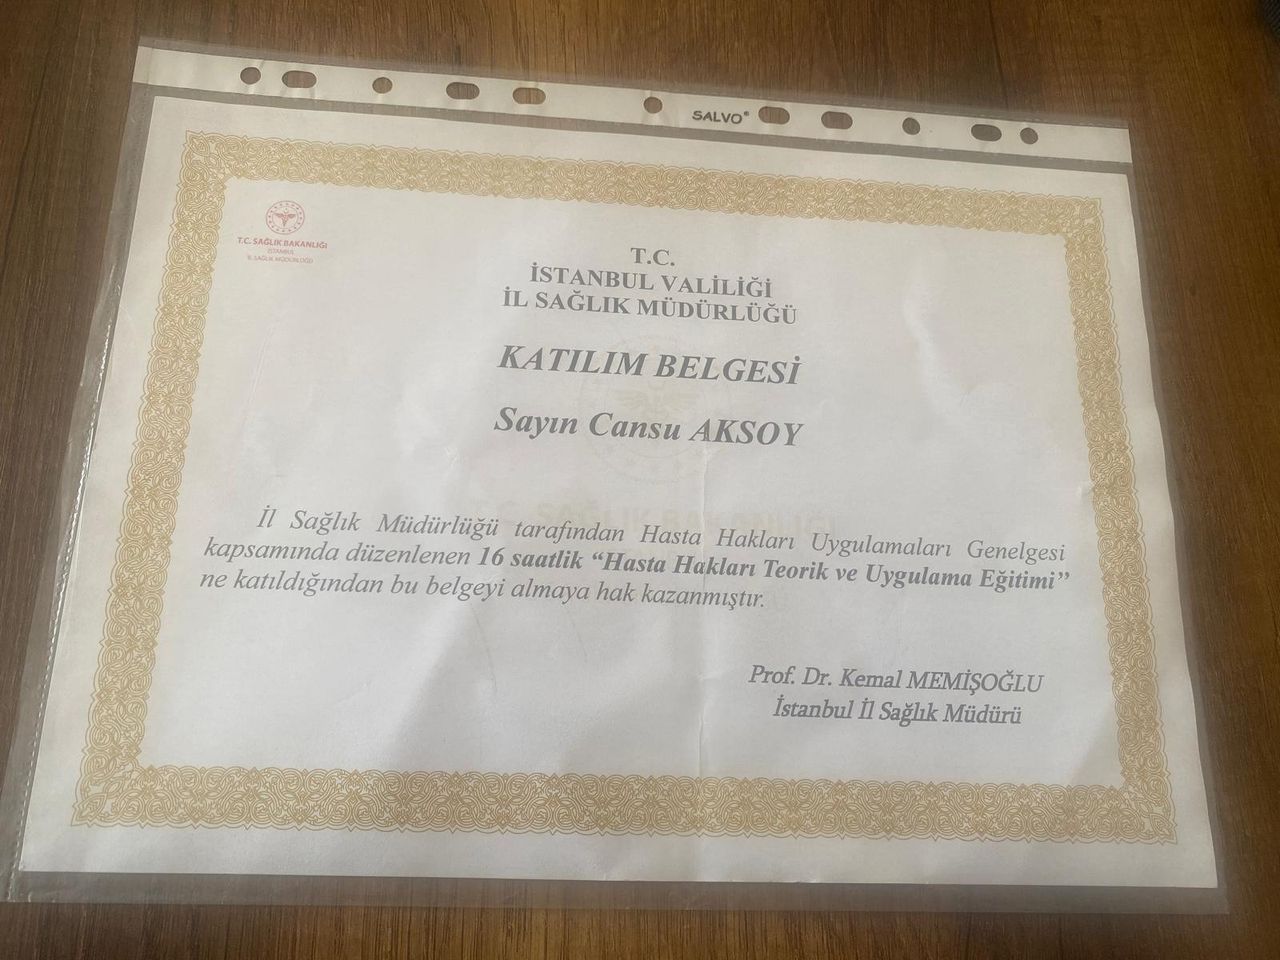 SALVO®
T.C. SAĞLIK BAKANLIĞI
İSTANBUL
İL SAĞLIK MÜDÜRLÜĞÜ
T.C.
İSTANBUL VALİLİĞİ
İL SAĞLIK MÜDÜRLÜĞÜ
KATILIM BELGESİ
Sayın Cansu AKSOY
SAĞLIK BAKANLIĞI
İl Sağlık Müdürlüğü tarafından Hasta Hakları Uygulamaları Genelgesi
kapsamında düzenlenen 16 saatlik “Hasta Hakları Teorik ve Uygulama Eğitimi”
ne katıldığından bu belgeyi almaya hak kazanmıştır.
Prof. Dr. Kemal MEMİŞOĞLU
İstanbul İl Sağlık Müdürü